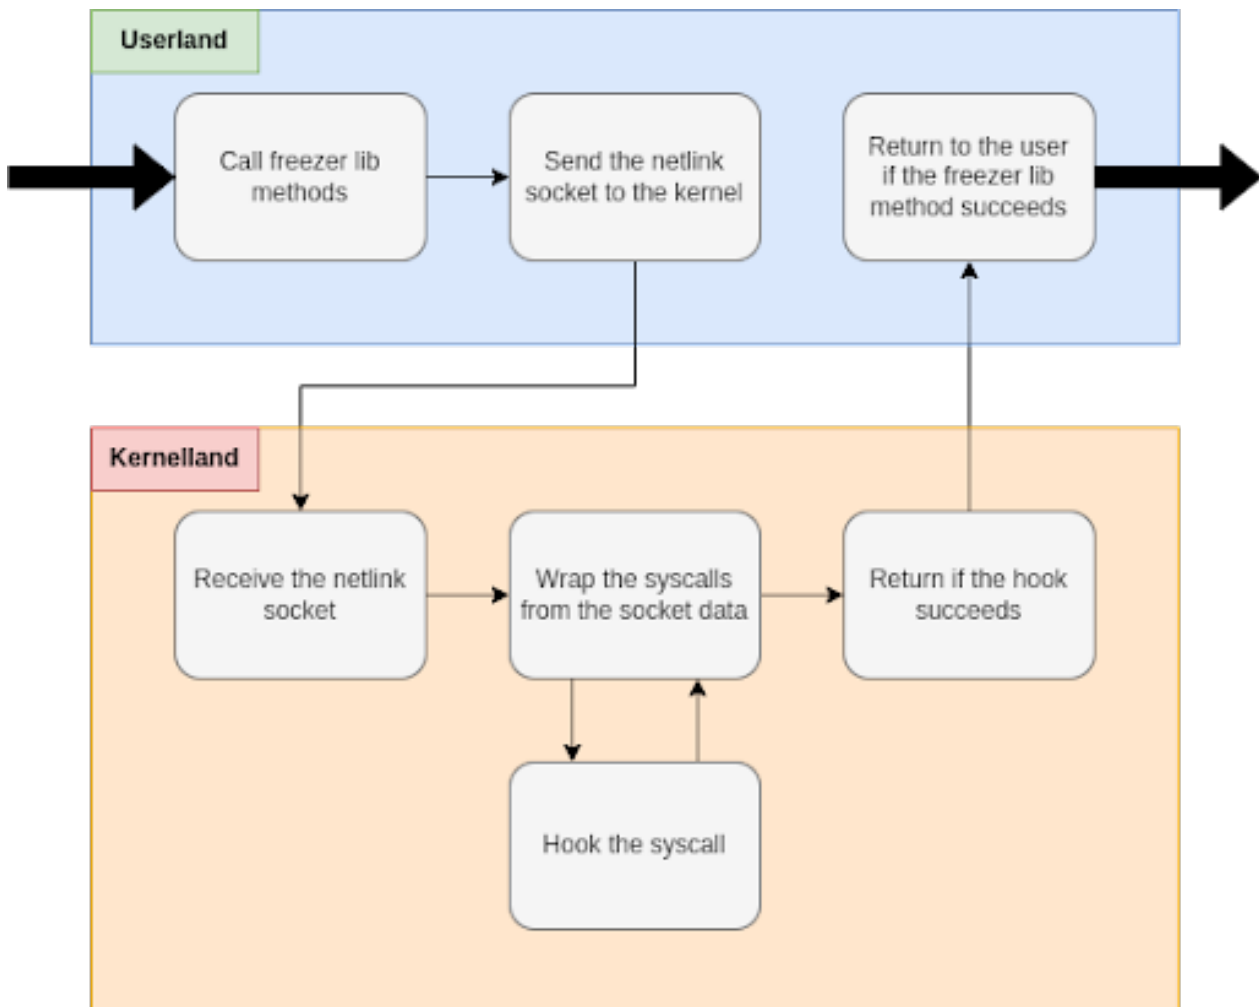 Userland
Call freezer lib
methods
Send the netlink
socket to the kernel
Return to the user
if the freezer lib
method succeeds
Kernelland
Receive the netlink
socket
Wrap the syscalls
from the socket data
Return if the hook
succeeds
Hook the syscall